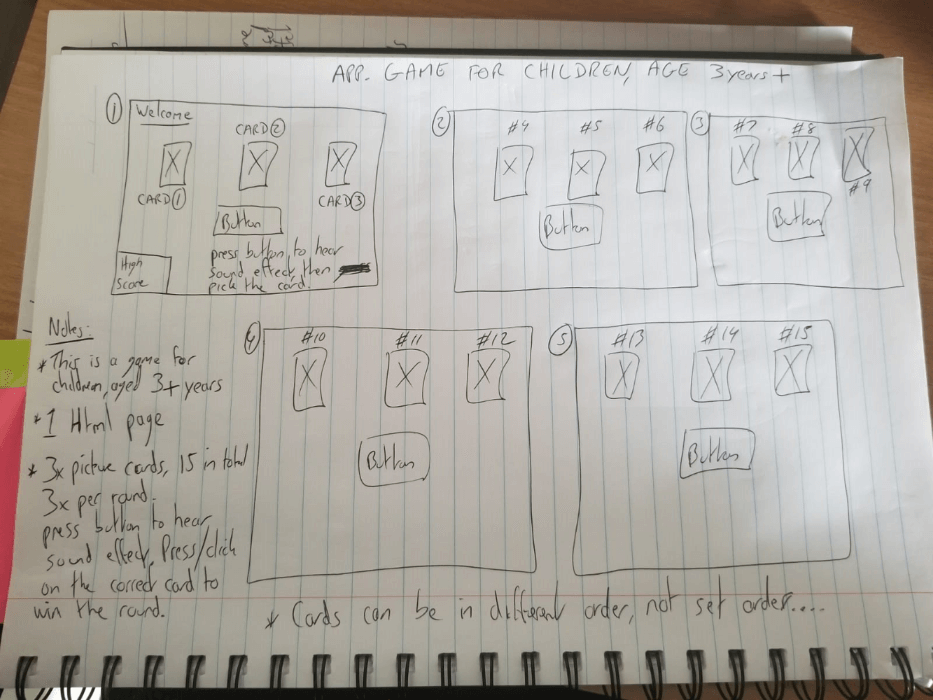 APP. GAME FOR CHILDREN, AGE 3 years +
① Welcome
CARD②
X X X
CARD① CARD③
Button
press button, to hear
sound effect, then
pick the card.
High
Score
② #4 #5 #6
X X X
Button
③ #7 #8
X X X
#9
Button
Notes:
* This is a game for
children, aged 3+ years
* 1 Html page
* 3x picture cards, 15 in total
3x per round.
press button to hear
sound effect. Press/click
on the correct card to
win the round.
④ #10 #11 #12
X X X
Button
⑤ #13 #14 #15
X X X
Button
* Cards can be in different order, not set order....